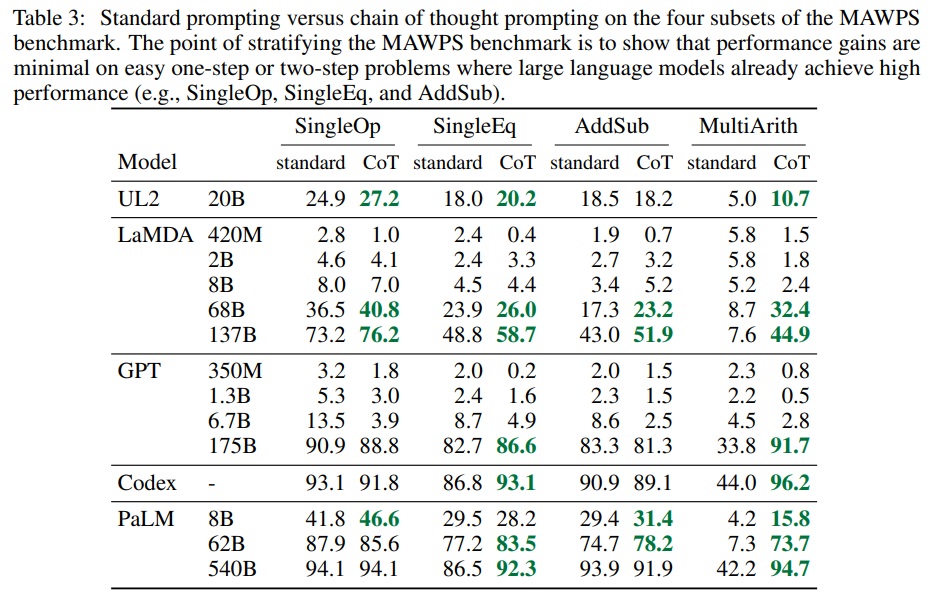 Table 3: Standard prompting versus chain of thought prompting on the four subsets of the MAWPS
benchmark. The point of stratifying the MAWPS benchmark is to show that performance gains are
minimal on easy one-step or two-step problems where large language models already achieve high
performance (e.g., SingleOp, SingleEq, and AddSub).
SingleOp SingleEq AddSub MultiArith
Model standard CoT standard CoT standard CoT standard CoT
UL2 20B 24.9 27.2 18.0 20.2 18.5 18.2 5.0 10.7
LaMDA 420M 2.8 1.0 2.4 0.4 1.9 0.7 5.8 1.5
2B 4.6 4.1 2.4 3.3 2.7 3.2 5.8 1.8
8B 8.0 7.0 4.5 4.4 3.4 5.2 5.2 2.4
68B 36.5 40.8 23.9 26.0 17.3 23.2 8.7 32.4
137B 73.2 76.2 48.8 58.7 43.0 51.9 7.6 44.9
GPT 350M 3.2 1.8 2.0 0.2 2.0 1.5 2.3 0.8
1.3B 5.3 3.0 2.4 1.6 2.3 1.5 2.2 0.5
6.7B 13.5 3.9 8.7 4.9 8.6 2.5 4.5 2.8
175B 90.9 88.8 82.7 86.6 83.3 81.3 33.8 91.7
Codex - 93.1 91.8 86.8 93.1 90.9 89.1 44.0 96.2
PaLM 8B 41.8 46.6 29.5 28.2 29.4 31.4 4.2 15.8
62B 87.9 85.6 77.2 83.5 74.7 78.2 7.3 73.7
540B 94.1 94.1 86.5 92.3 93.9 91.9 42.2 94.7